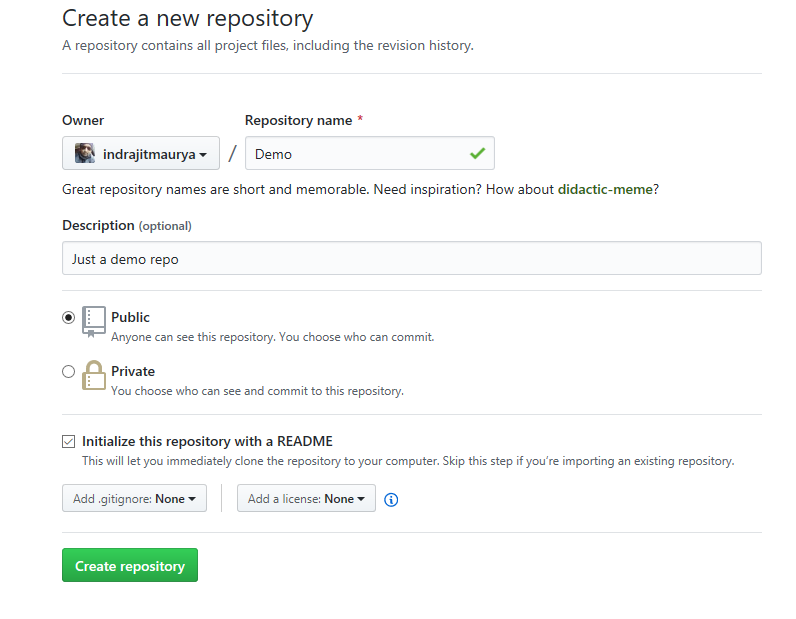 Create a new repository
A repository contains all project files, including the revision history.
Owner
Repository name *
indrajitmaurya
/
Demo
Great repository names are short and memorable. Need inspiration? How about didactic-meme?
Description (optional)
Just a demo repo
Public
Anyone can see this repository. You choose who can commit.
Private
You choose who can see and commit to this repository.
Initialize this repository with a README
This will let you immediately clone the repository to your computer. Skip this step if you’re importing an existing repository.
Add .gitignore: None
Add a license: None
Create repository